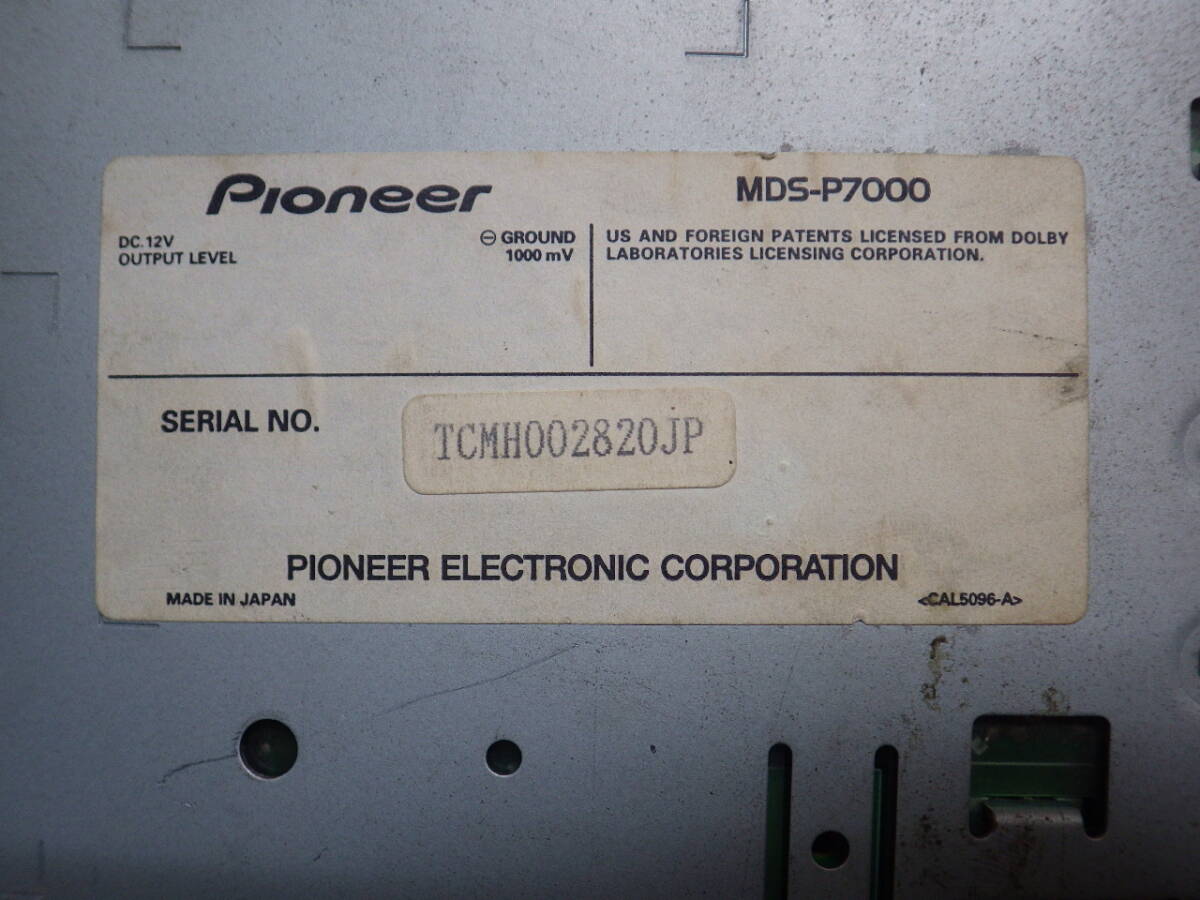 Pioneer
MDS-P7000
DC.12V ⊖ GROUND
OUTPUT LEVEL 1000 mV
US AND FOREIGN PATENTS LICENSED FROM DOLBY
LABORATORIES LICENSING CORPORATION.
SERIAL NO. TCMH002820JP
PIONEER ELECTRONIC CORPORATION
MADE IN JAPAN <CAL5096-A>